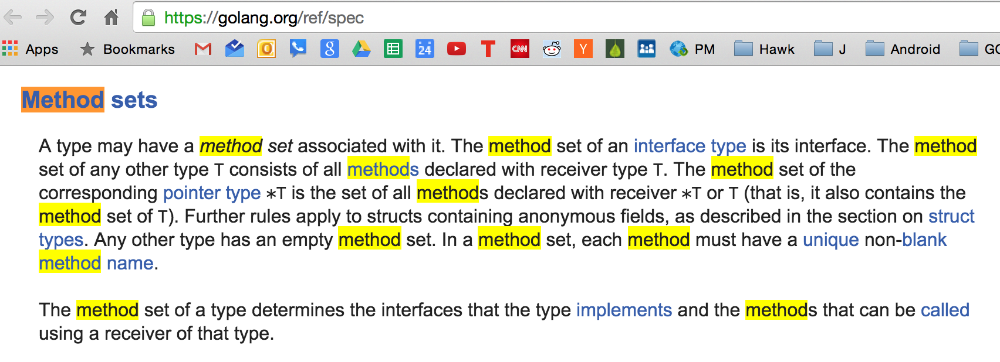 https://golang.org/ref/spec
Apps Bookmarks 24 CNN Y PM Hawk J Android GO
Method sets
A type may have a method set associated with it. The method set of an interface type is its interface. The method
set of any other type T consists of all methods declared with receiver type T. The method set of the
corresponding pointer type *T is the set of all methods declared with receiver *T or T (that is, it also contains the
method set of T). Further rules apply to structs containing anonymous fields, as described in the section on struct
types. Any other type has an empty method set. In a method set, each method must have a unique non-blank
method name.
The method set of a type determines the interfaces that the type implements and the methods that can be called
using a receiver of that type.